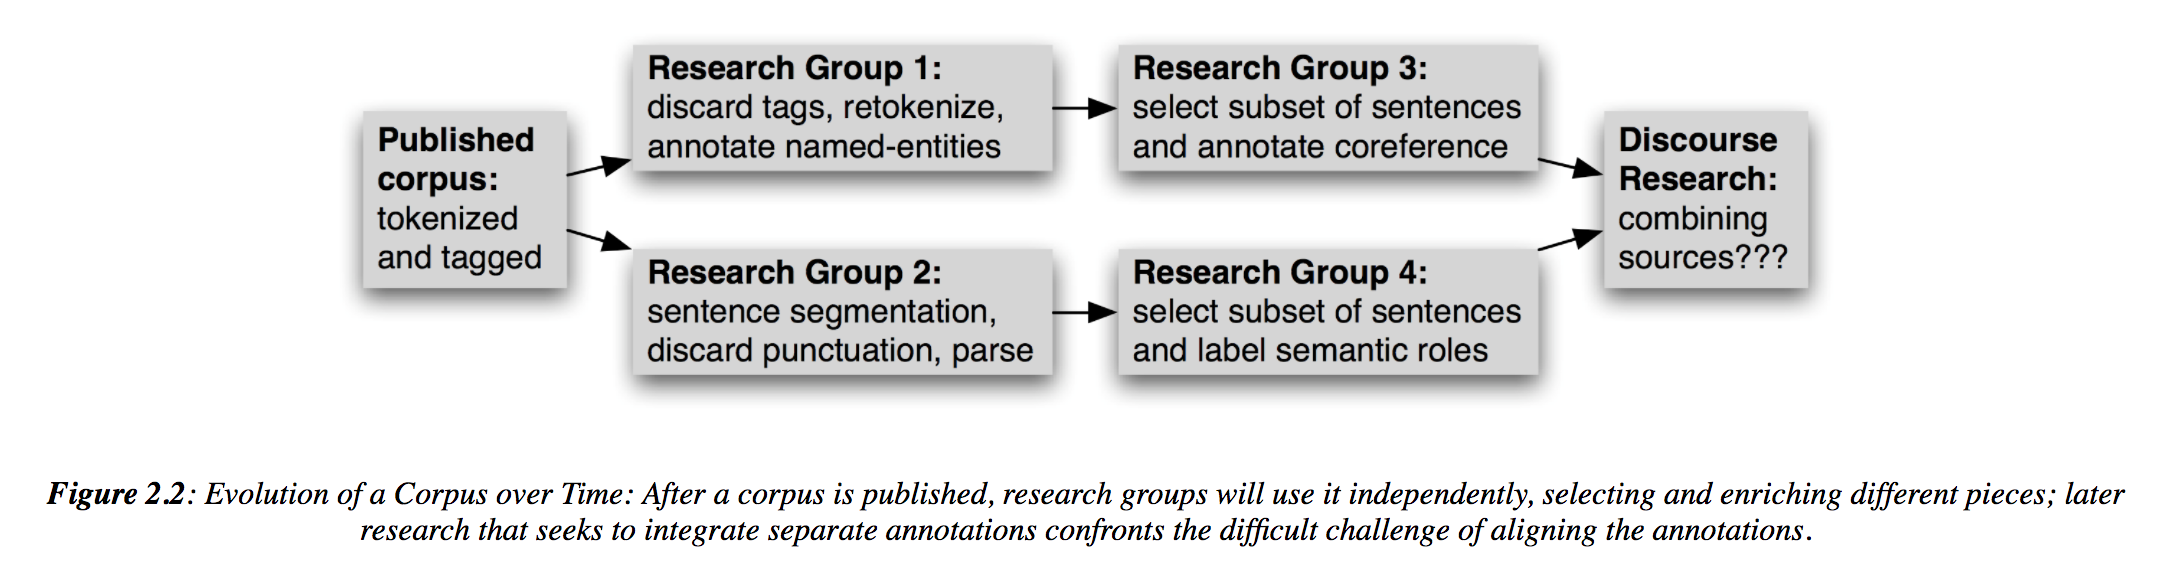 Published
corpus:
tokenized
and tagged
Research Group 1:
discard tags, retokenize,
annotate named-entities
Research Group 2:
sentence segmentation,
discard punctuation, parse
Research Group 3:
select subset of sentences
and annotate coreference
Research Group 4:
select subset of sentences
and label semantic roles
Discourse
Research:
combining
sources???
Figure 2.2: Evolution of a Corpus over Time: After a corpus is published, research groups will use it independently, selecting and enriching different pieces; later
research that seeks to integrate separate annotations confronts the difficult challenge of aligning the annotations.